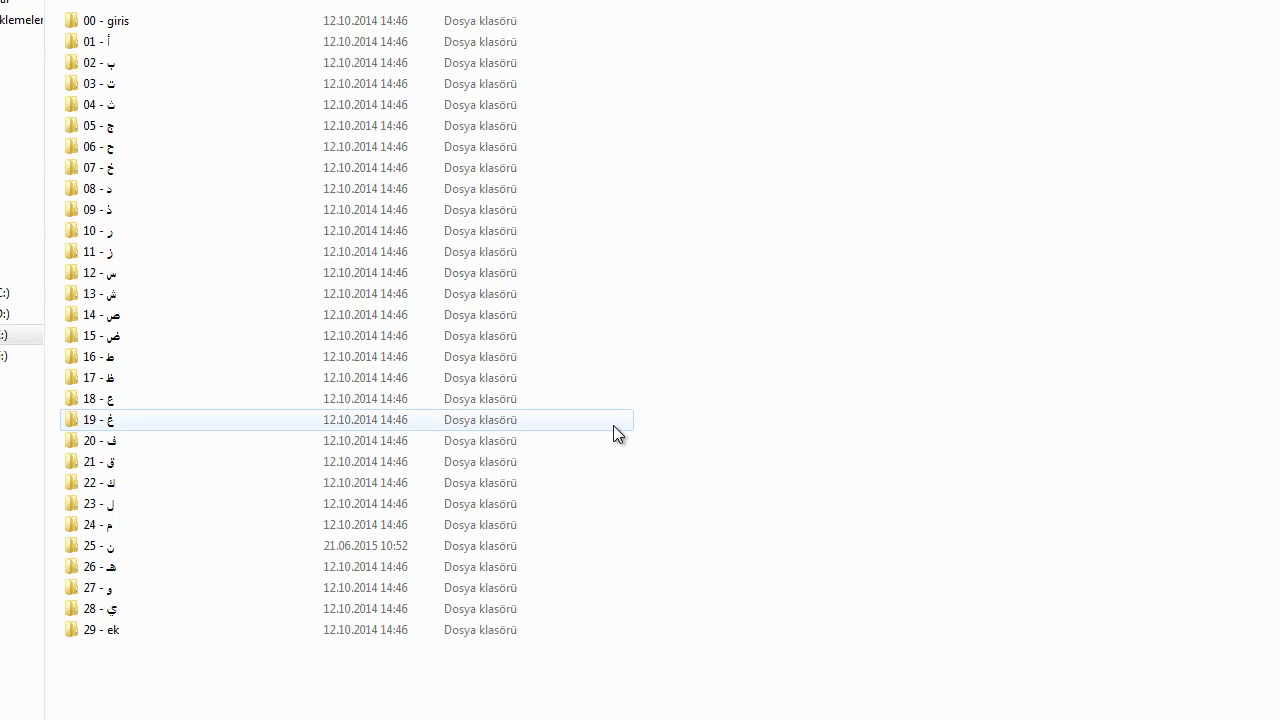 klemeler
00 - giris 12.10.2014 14:46 Dosya klasörü
01 - أ 12.10.2014 14:46 Dosya klasörü
02 - ب 12.10.2014 14:46 Dosya klasörü
03 - ت 12.10.2014 14:46 Dosya klasörü
04 - ث 12.10.2014 14:46 Dosya klasörü
05 - ج 12.10.2014 14:46 Dosya klasörü
06 - ح 12.10.2014 14:46 Dosya klasörü
07 - خ 12.10.2014 14:46 Dosya klasörü
08 - د 12.10.2014 14:46 Dosya klasörü
09 - ذ 12.10.2014 14:46 Dosya klasörü
10 - ر 12.10.2014 14:46 Dosya klasörü
11 - ز 12.10.2014 14:46 Dosya klasörü
12 - س 12.10.2014 14:46 Dosya klasörü
C:) 13 - ش 12.10.2014 14:46 Dosya klasörü
D:) 14 - ص 12.10.2014 14:46 Dosya klasörü
:) 15 - ض 12.10.2014 14:46 Dosya klasörü
:) 16 - ط 12.10.2014 14:46 Dosya klasörü
17 - ظ 12.10.2014 14:46 Dosya klasörü
18 - ع 12.10.2014 14:46 Dosya klasörü
19 - غ 12.10.2014 14:46 Dosya klasörü
20 - ف 12.10.2014 14:46 Dosya klasörü
21 - ق 12.10.2014 14:46 Dosya klasörü
22 - ك 12.10.2014 14:46 Dosya klasörü
23 - ل 12.10.2014 14:46 Dosya klasörü
24 - م 12.10.2014 14:46 Dosya klasörü
25 - ن 21.06.2015 10:52 Dosya klasörü
26 - هـ 12.10.2014 14:46 Dosya klasörü
27 - و 12.10.2014 14:46 Dosya klasörü
28 - ي 12.10.2014 14:46 Dosya klasörü
29 - ek 12.10.2014 14:46 Dosya klasörü